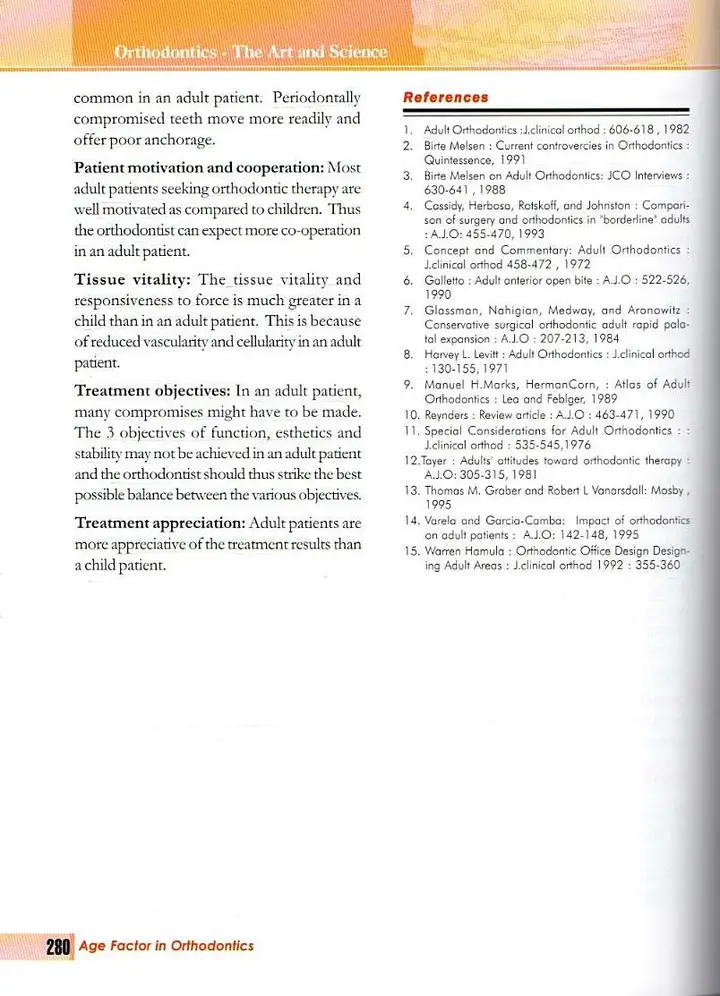 Orthodontics - The Art and Science
common in an adult patient. Periodontally
compromised teeth move more readily and
offer poor anchorage.
Patient motivation and cooperation: Most
adult patients seeking orthodontic therapy are
well motivated as compared to children. Thus
the orthodontist can expect more co-operation
in an adult patient.
Tissue vitality: The tissue vitality and
responsiveness to force is much greater in a
child than in an adult patient. This is because
of reduced vascularity and cellularity in an adult
patient.
Treatment objectives: In an adult patient,
many compromises might have to be made.
The 3 objectives of function, esthetics and
stability may not be achieved in an adult patient
and the orthodontist should thus strike the best
possible balance between the various objectives.
Treatment appreciation: Adult patients are
more appreciative of the treatment results than
a child patient.
References
1. Adult Orthodontics :J.clinical orthod : 606-618 , 1982
2. Birte Melsen : Current controvercies in Orthodontics :
Quintessence, 1991
3. Birte Melsen on Adult Orthodontics: JCO Interviews :
630-641 , 1988
4. Cassidy, Herbosa, Rotskoff, and Johnston : Compari-
son of surgery and orthodontics in "borderline" adults
: A.J.O: 455-470, 1993
5. Concept and Commentary: Adult Orthodontics :
J.clinical orthod 458-472 , 1972
6. Galletto : Adult anterior open bite : A.J.O : 522-526,
1990
7. Glassman, Nahigian, Medway, and Aronowitz :
Conservative surgical orthodontic adult rapid pala-
tal expansion : A.J.O : 207-213, 1984
8. Harvey L. Levitt : Adult Orthodontics : J.clinical orthod
: 130-155, 1971
9. Manuel H.Marks, HermanCorn, : Atlas of Adult
Orthodontics : Lea and Feblger, 1989
10. Reynders : Review article : A.J.O : 463-471, 1990
11. Special Considerations for Adult Orthodontics : :
J.clinical orthod : 535-545,1976
12.Tayer : Adults' attitudes toward orthodontic therapy :
A.J.O: 305-315, 1981
13. Thomas M. Graber and Robert L Vanarsdall: Mosby ,
1995
14. Varela and Garcia-Camba: Impact of orthodontics
on adult patients : A.J.O: 142-148, 1995
15. Warren Hamula : Orthodontic Office Design Design-
ing Adult Areas : J.clinical orthod 1992 : 355-360
280 Age Factor in Orthodontics